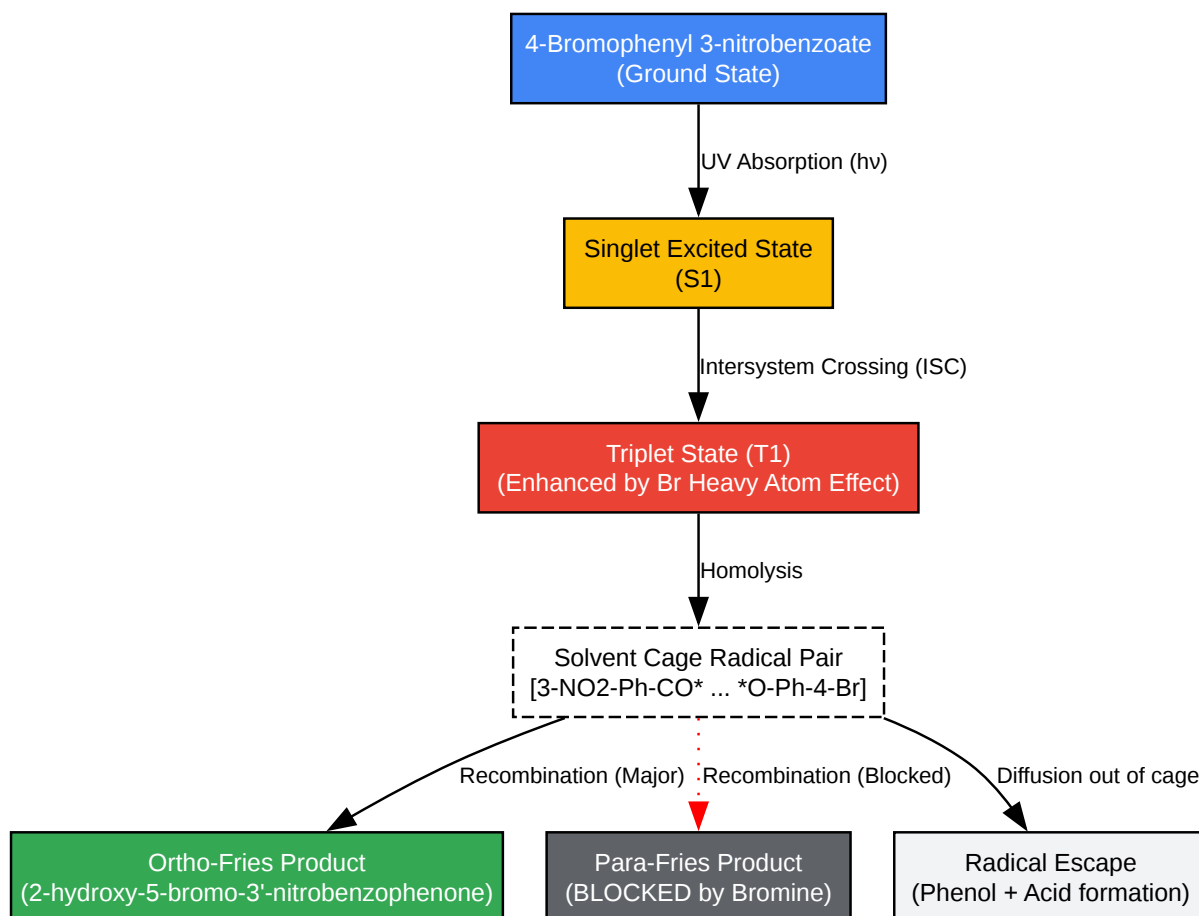 4-Bromophenyl 3-nitrobenzoate
(Ground State)
UV Absorption (hν)
Singlet Excited State
(S1)
Intersystem Crossing (ISC)
Triplet State (T1)
(Enhanced by Br Heavy Atom Effect)
Homolysis
Solvent Cage Radical Pair
[3-NO2-Ph-CO* ... *O-Ph-4-Br]
Recombination (Major)
Recombination (Blocked)
Diffusion out of cage
Ortho-Fries Product
(2-hydroxy-5-bromo-3'-nitrobenzophenone)
Para-Fries Product
(BLOCKED by Bromine)
Radical Escape
(Phenol + Acid formation)